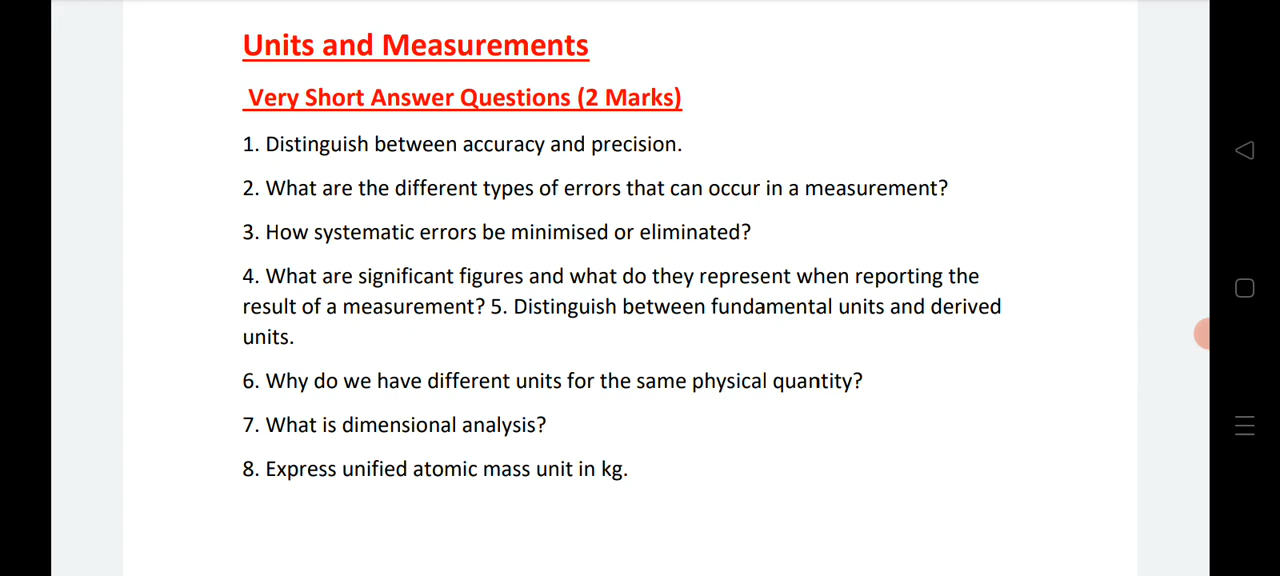 Units and Measurements
Very Short Answer Questions (2 Marks)
1. Distinguish between accuracy and precision.
2. What are the different types of errors that can occur in a measurement?
3. How systematic errors be minimised or eliminated?
4. What are significant figures and what do they represent when reporting the
result of a measurement? 5. Distinguish between fundamental units and derived
units.
6. Why do we have different units for the same physical quantity?
7. What is dimensional analysis?
8. Express unified atomic mass unit in kg.